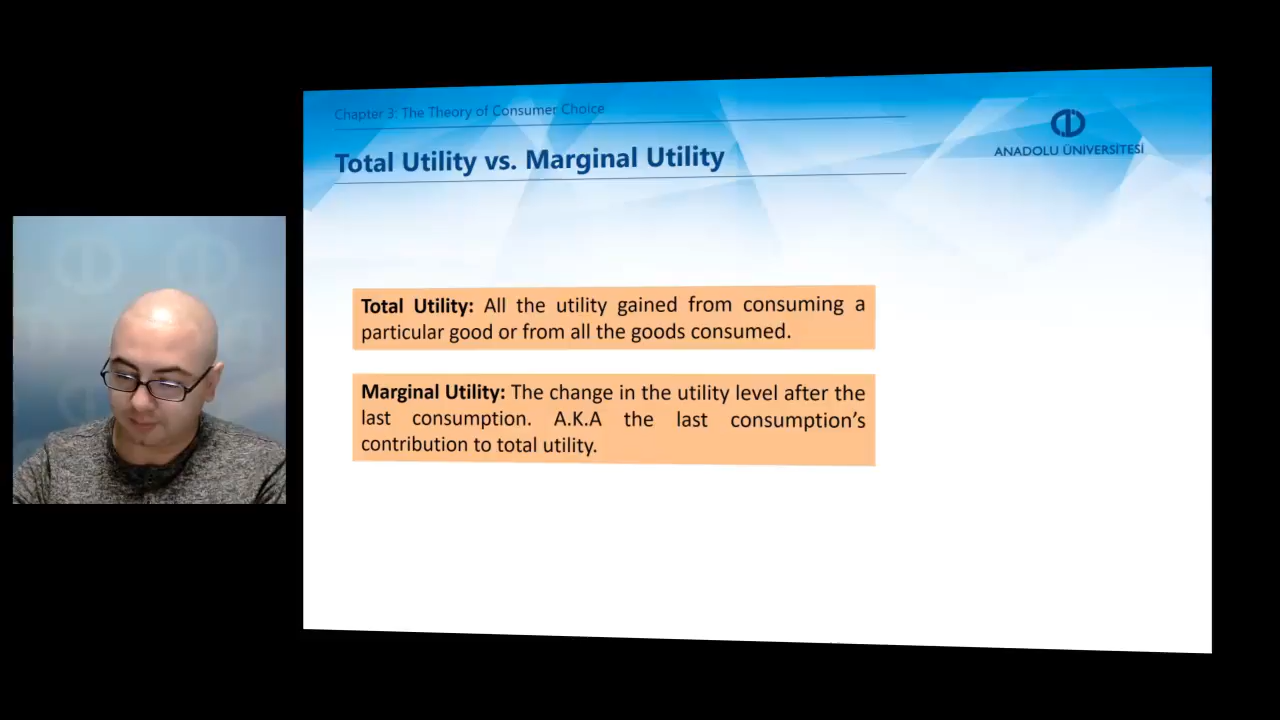 Chapter 3: The Theory of Consumer Choice
Total Utility vs. Marginal Utility
ANADOLU ÜNİVERSİTESİ
Total Utility: All the utility gained from consuming a
particular good or from all the goods consumed.
Marginal Utility: The change in the utility level after the
last consumption. A.K.A the last consumption’s
contribution to total utility.